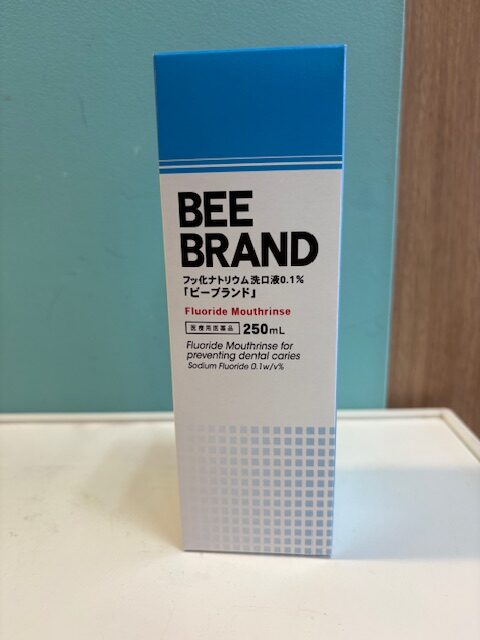 BEE
BRAND
フッ化ナトリウム洗口液0.1%
「ビーブランド」
Fluoride Mouthrinse
医療用医薬品 250mL
Fluoride Mouthrinse for
preventing dental caries
Sodium Fluoride 0.1w/v%